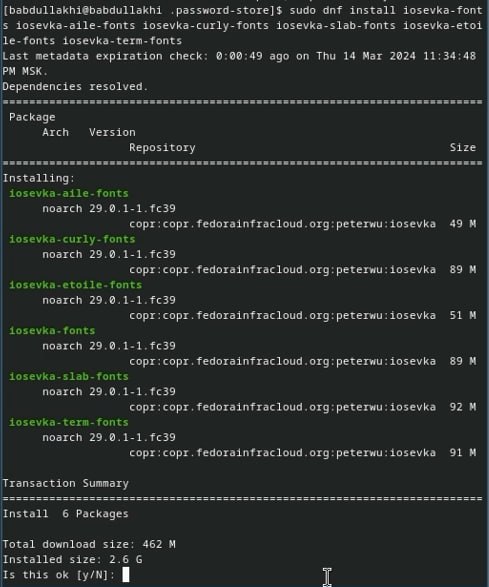 [babdullakhi@babdullakhi .password-store]$ sudo dnf install iosevka-font
s iosevka-aile-fonts iosevka-curly-fonts iosevka-slab-fonts iosevka-etoi
le-fonts iosevka-term-fonts
Last metadata expiration check: 0:00:49 ago on Thu 14 Mar 2024 11:34:48
PM MSK.
Dependencies resolved.
========================================================================
Package
Arch Version
Repository Size
========================================================================
Installing:
iosevka-aile-fonts
noarch 29.0.1-1.fc39
copr:copr.fedorainfracloud.org:peterwu:iosevka 49 M
iosevka-curly-fonts
noarch 29.0.1-1.fc39
copr:copr.fedorainfracloud.org:peterwu:iosevka 89 M
iosevka-etoile-fonts
noarch 29.0.1-1.fc39
copr:copr.fedorainfracloud.org:peterwu:iosevka 51 M
iosevka-fonts
noarch 29.0.1-1.fc39
copr:copr.fedorainfracloud.org:peterwu:iosevka 89 M
iosevka-slab-fonts
noarch 29.0.1-1.fc39
copr:copr.fedorainfracloud.org:peterwu:iosevka 92 M
iosevka-term-fonts
noarch 29.0.1-1.fc39
copr:copr.fedorainfracloud.org:peterwu:iosevka 91 M
Transaction Summary
========================================================================
Install 6 Packages
Total download size: 462 M
Installed size: 2.6 G
Is this ok [y/N]: